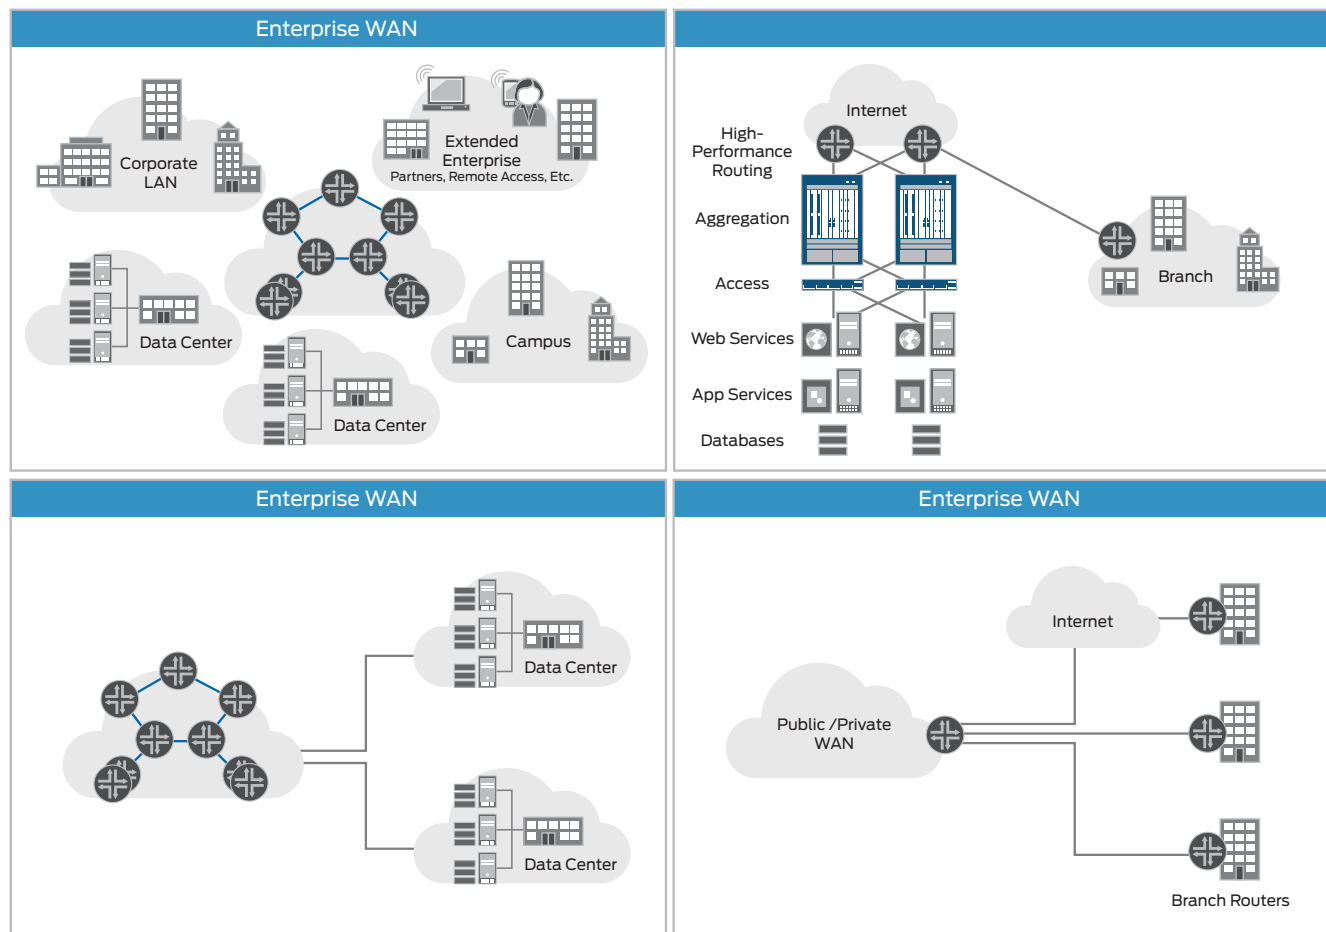 Enterprise WAN
Corporate
LAN
Extended
Enterprise
Partners, Remote Access, Etc.
Data Center
Campus
Data Center
Internet
High-
Performance
Routing
Aggregation
Access
Branch
Web Services
App Services
Databases
Enterprise WAN
Data Center
Data Center
Enterprise WAN
Internet
Public /Private
WAN
Branch Routers